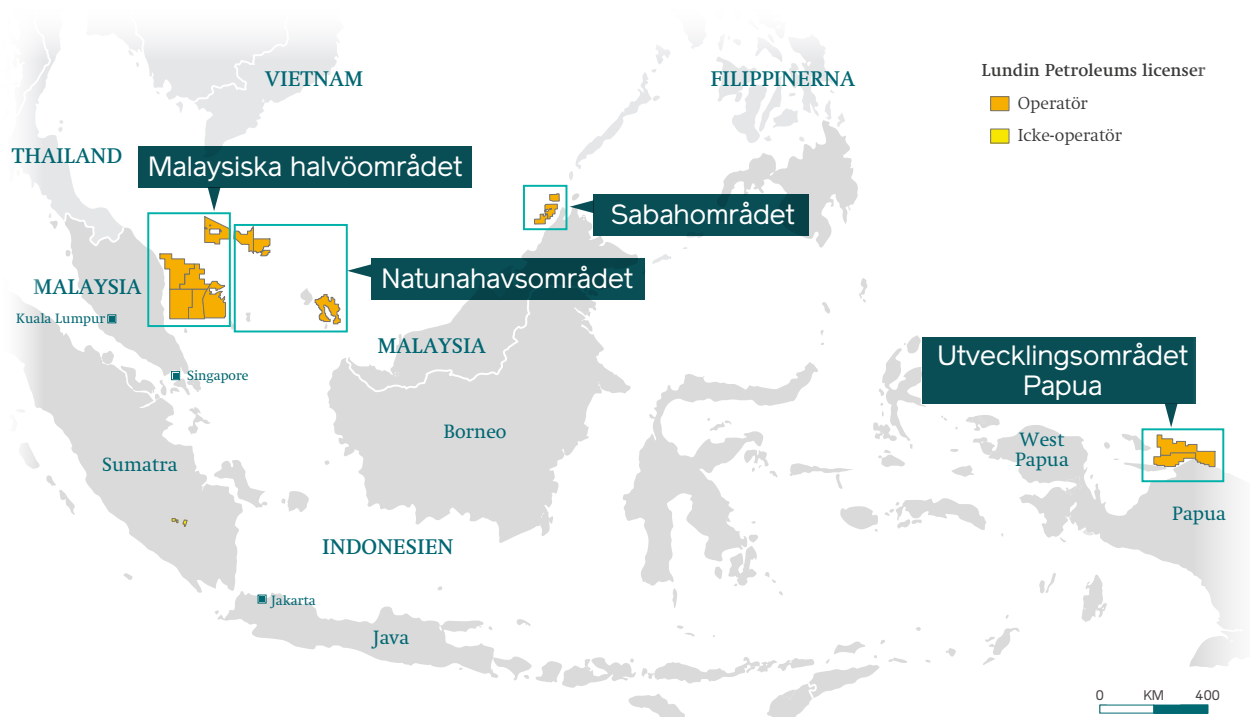 VIETNAM
FILIPPINERNA
Lundin Petroleums licenser
Operatör
Icke-operatör
THAILAND
Malaysiska halvöområdet
Sabahområdet
Natunahavsområdet
MALAYSIA
Kuala Lumpur
MALAYSIA
Singapore
Utvecklingsområdet
Papua
Borneo
West
Papua
Sumatra
Papua
INDONESIEN
Jakarta
Java
0 KM 400